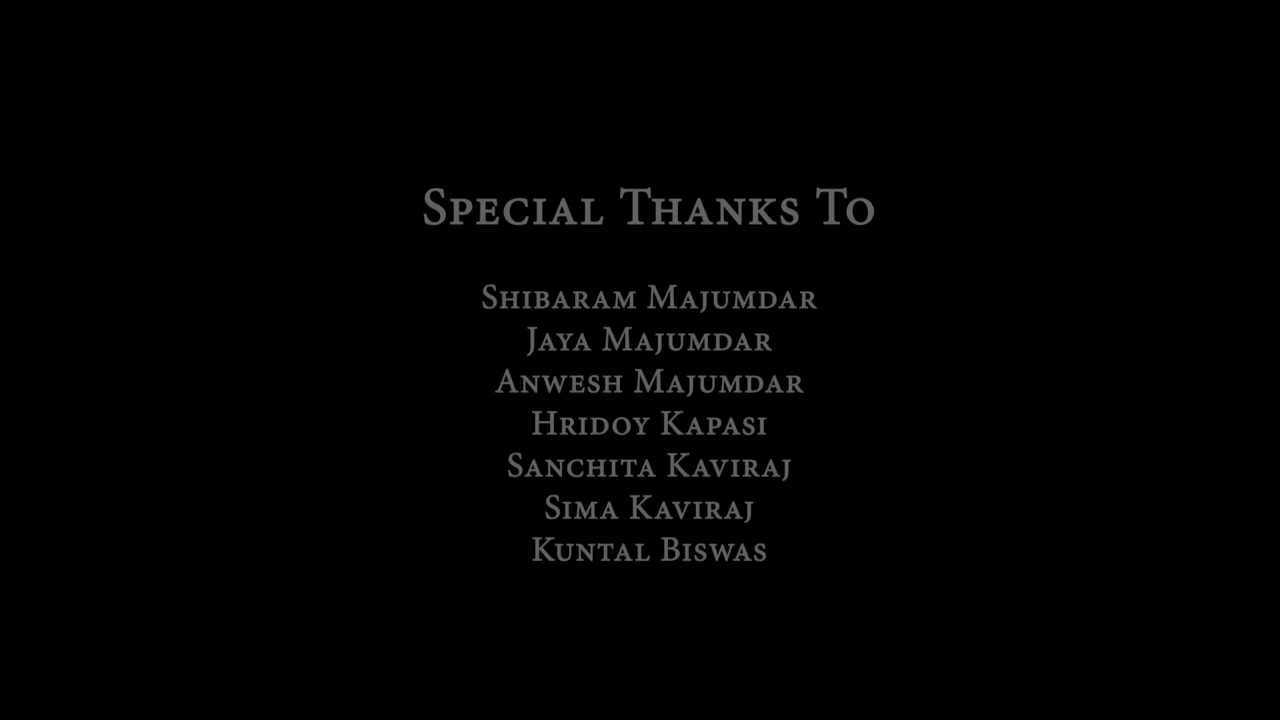 Special Thanks To
Shibaram Majumdar
Jaya Majumdar
Anwesh Majumdar
Hridoy Kapasi
Sanchita Kaviraj
Sima Kaviraj
Kuntal Biswas